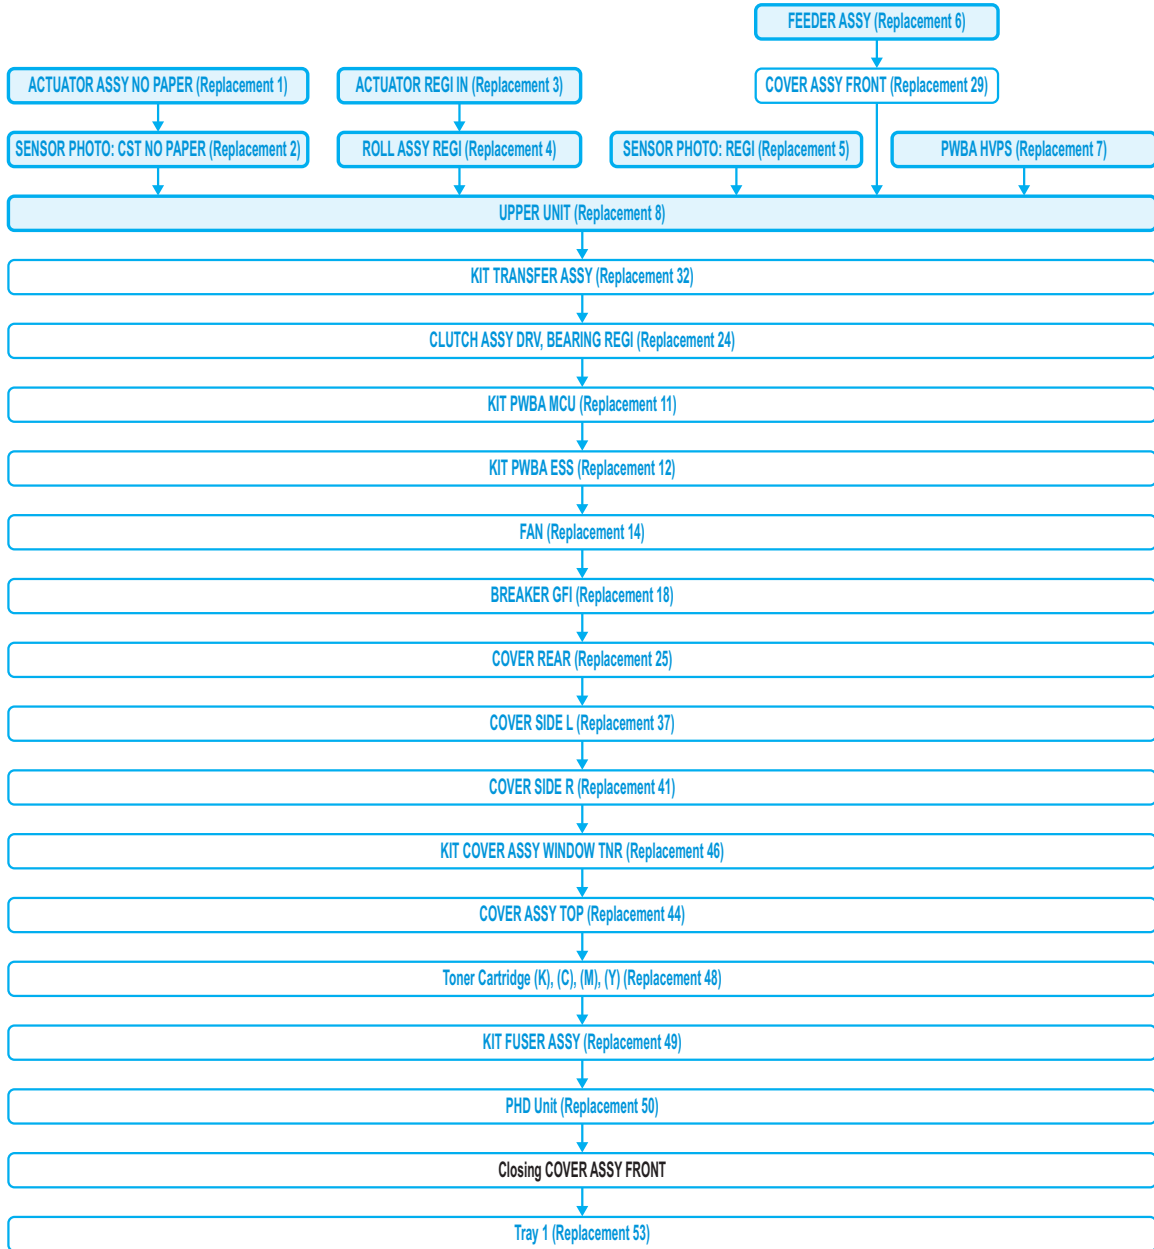 FEEDER ASSY (Replacement 6)
ACTUATOR ASSY NO PAPER (Replacement 1)
ACTUATOR REGI IN (Replacement 3)
COVER ASSY FRONT (Replacement 29)
SENSOR PHOTO: CST NO PAPER (Replacement 2)
ROLL ASSY REGI (Replacement 4)
SENSOR PHOTO: REGI (Replacement 5)
PWBA HVPS (Replacement 7)
UPPER UNIT (Replacement 8)
KIT TRANSFER ASSY (Replacement 32)
CLUTCH ASSY DRV, BEARING REGI (Replacement 24)
KIT PWBA MCU (Replacement 11)
KIT PWBA ESS (Replacement 12)
FAN (Replacement 14)
BREAKER GFI (Replacement 18)
COVER REAR (Replacement 25)
COVER SIDE L (Replacement 37)
COVER SIDE R (Replacement 41)
KIT COVER ASSY WINDOW TNR (Replacement 46)
COVER ASSY TOP (Replacement 44)
Toner Cartridge (K), (C), (M), (Y) (Replacement 48)
KIT FUSER ASSY (Replacement 49)
PHD Unit (Replacement 50)
Closing COVER ASSY FRONT
Tray 1 (Replacement 53)